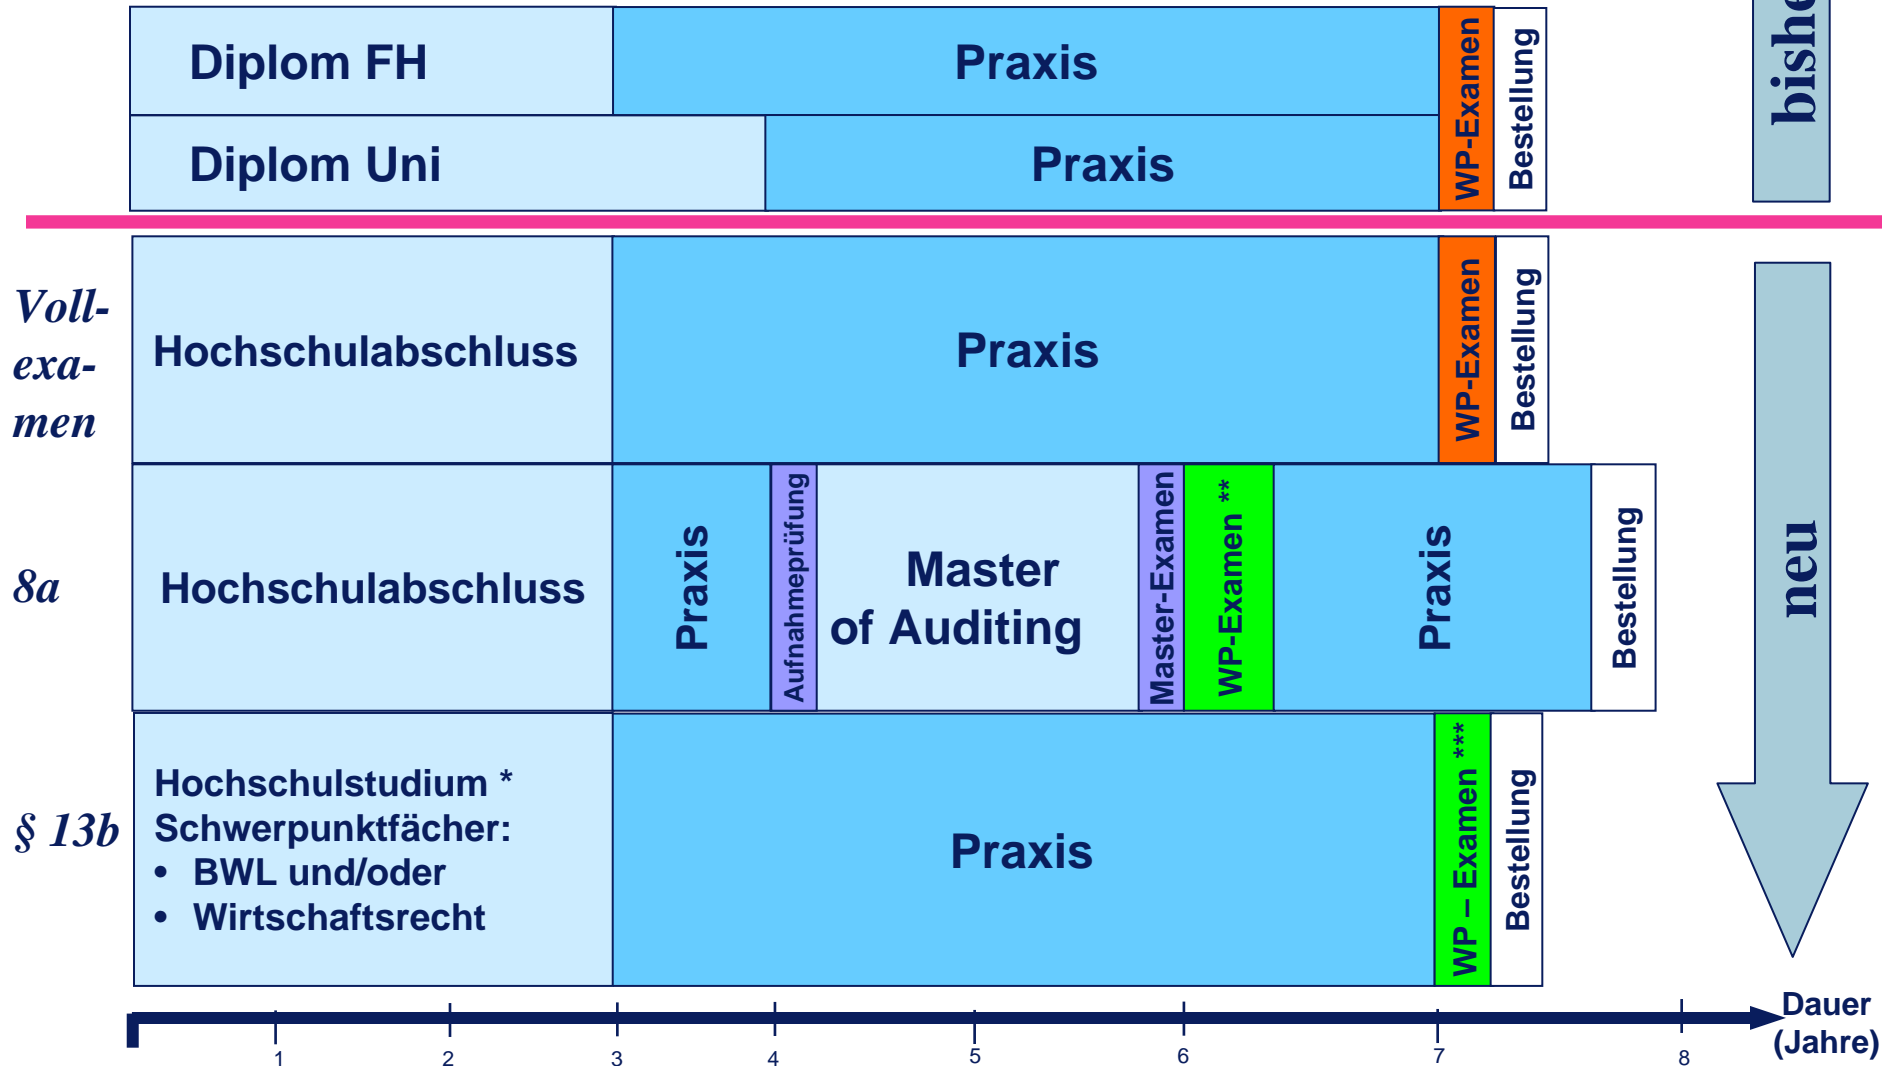 Diplom FH
Praxis
WP-Examen
Bestellung
Diplom Uni
Praxis
Voll-
exa-
men
Hochschulabschluss
Praxis
WP-Examen
Bestellung
8a
Hochschulabschluss
Praxis
Aufnahmeprüfung
Master
of Auditing
Master-Examen
WP-Examen **
Praxis
Bestellung
neu
§ 13b
Hochschulstudium *
Schwerpunktfächer:
• BWL und/oder
• Wirtschaftsrecht
Praxis
WP – Examen ***
Bestellung
1 2 3 4 5 6 7 8
Dauer
(Jahre)